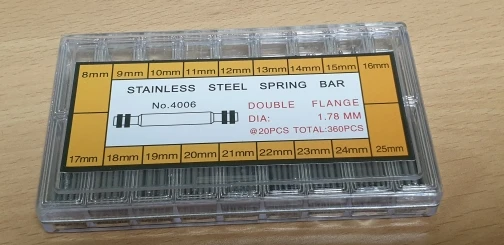 8mm 9mm 10mm 11mm 12mm 13mm 14mm 15mm 16mm
STAINLESS STEEL SPRING BAR
No.4006
DOUBLE FLANGE
DIA: 1.78 MM
@20PCS TOTAL:360PCS
17mm 18mm 19mm 20mm 21mm 22mm 23mm 24mm 25mm